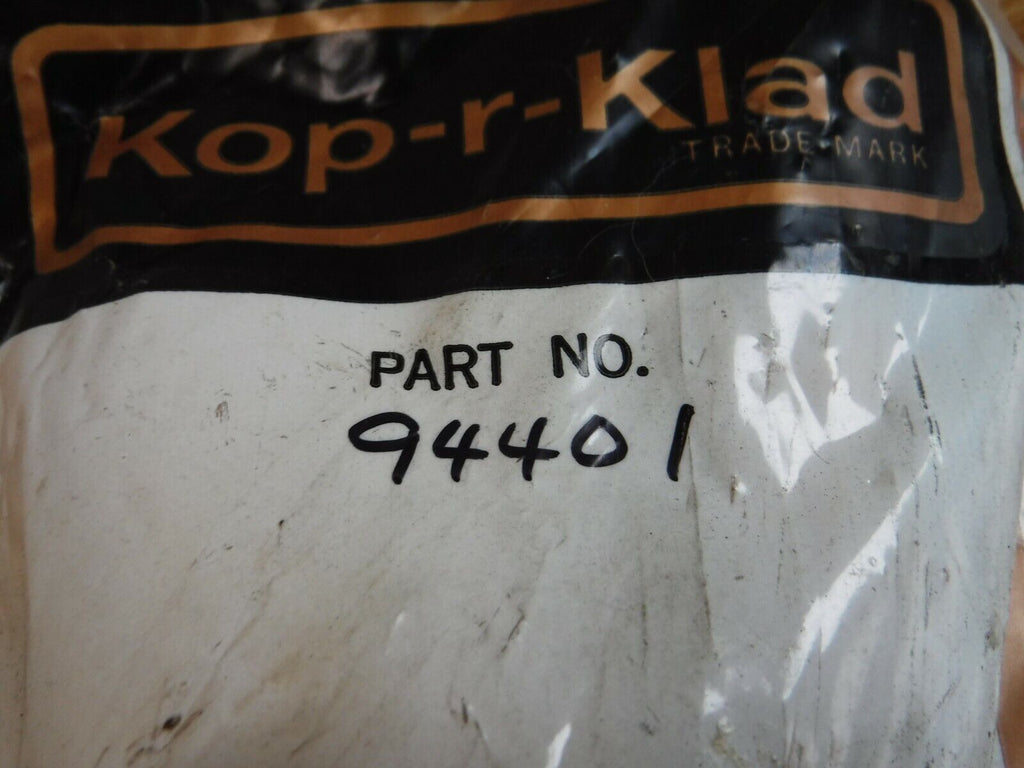 Kop-r-Klad
TRADE MARK
PART NO.
94401